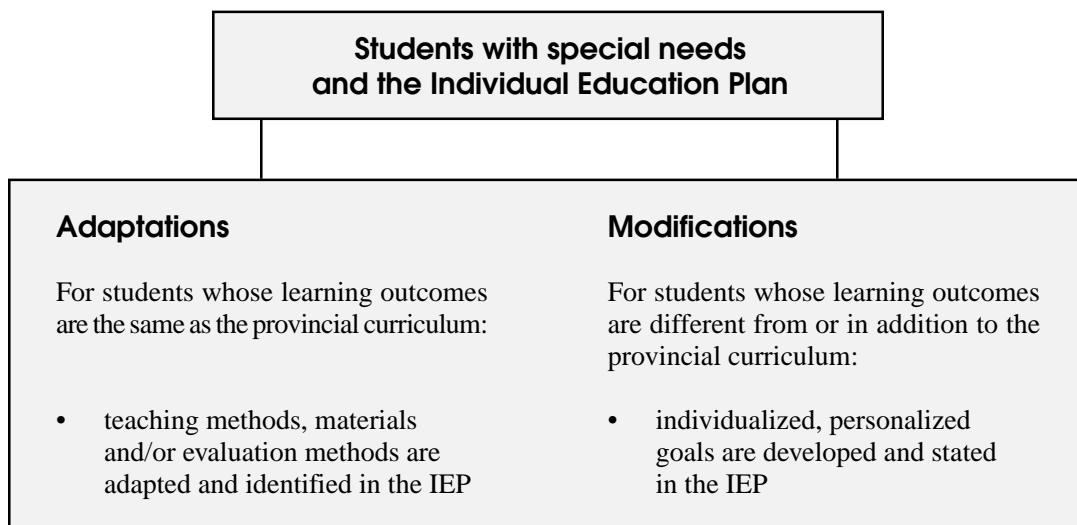 Students with special needs
and the Individual Education Plan
Adaptations
For students whose learning outcomes
are the same as the provincial curriculum:
• teaching methods, materials
and/or evaluation methods are
adapted and identified in the IEP
Modifications
For students whose learning outcomes
are different from or in addition to the
provincial curriculum:
• individualized, personalized
goals are developed and stated
in the IEP